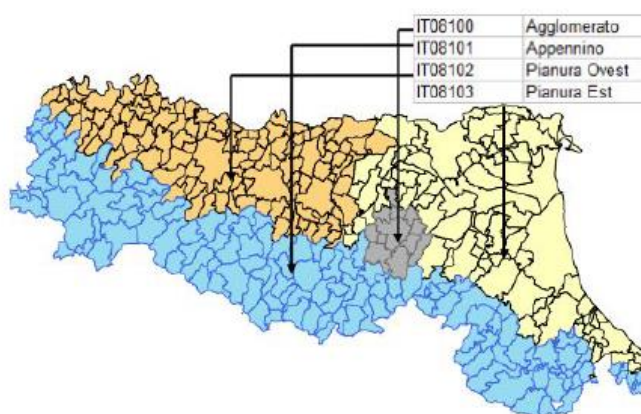 IT08100 Agglomerato
IT08101 Appennino
IT08102 Pianura Ovest
IT08103 Pianura Est